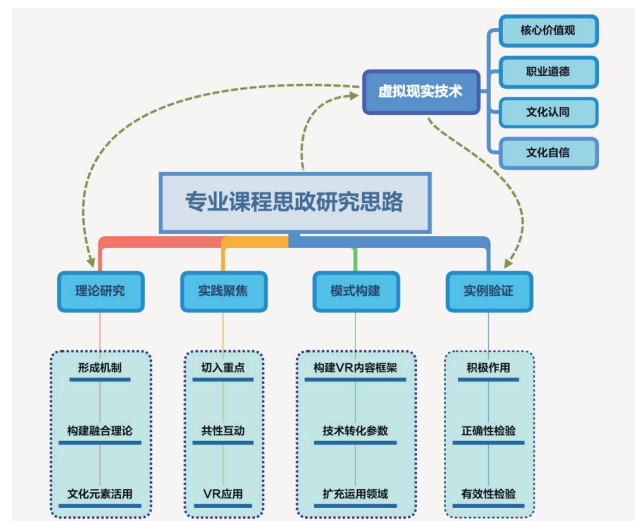 核心价值观
虚拟现实技术
职业道德
文化认同
文化自信
专业课程思政研究思路
理论研究
实践聚焦
模式构建
实例验证
形成机制
切入重点
构建VR内容框架
积极作用
构建融合理论
共性互动
技术转化参数
正确性检验
文化元素活用
VR应用
扩充运用领域
有效性检验